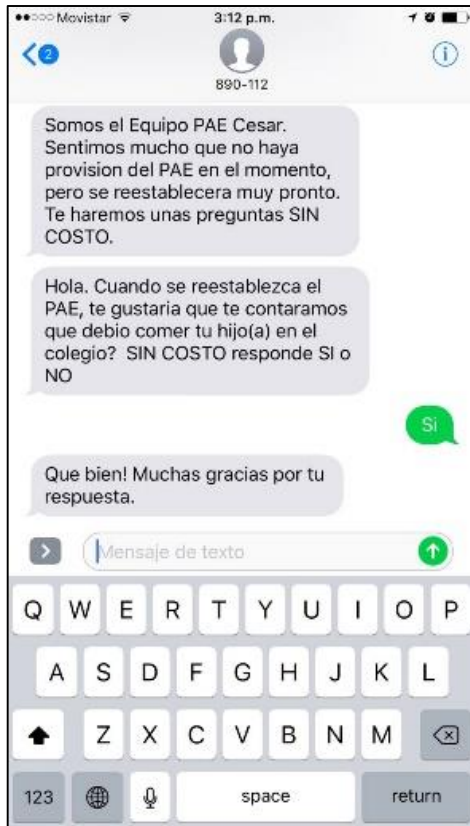 Movistar 3:12 p.m.
2
890-112
Somos el Equipo PAE Cesar.
Sentimos mucho que no haya
provision del PAE en el momento,
pero se reestablecera muy pronto.
Te haremos unas preguntas SIN
COSTO.
Hola. Cuando se reestablezca el
PAE, te gustaria que te contaramos
que debio comer tu hijo(a) en el
colegio? SIN COSTO responde SI o
NO
Si
Que bien! Muchas gracias por tu
respuesta.
Mensaje de texto
Q W E R T Y U I O P
A S D F G H J K L
Z X C V B N M
123 space return